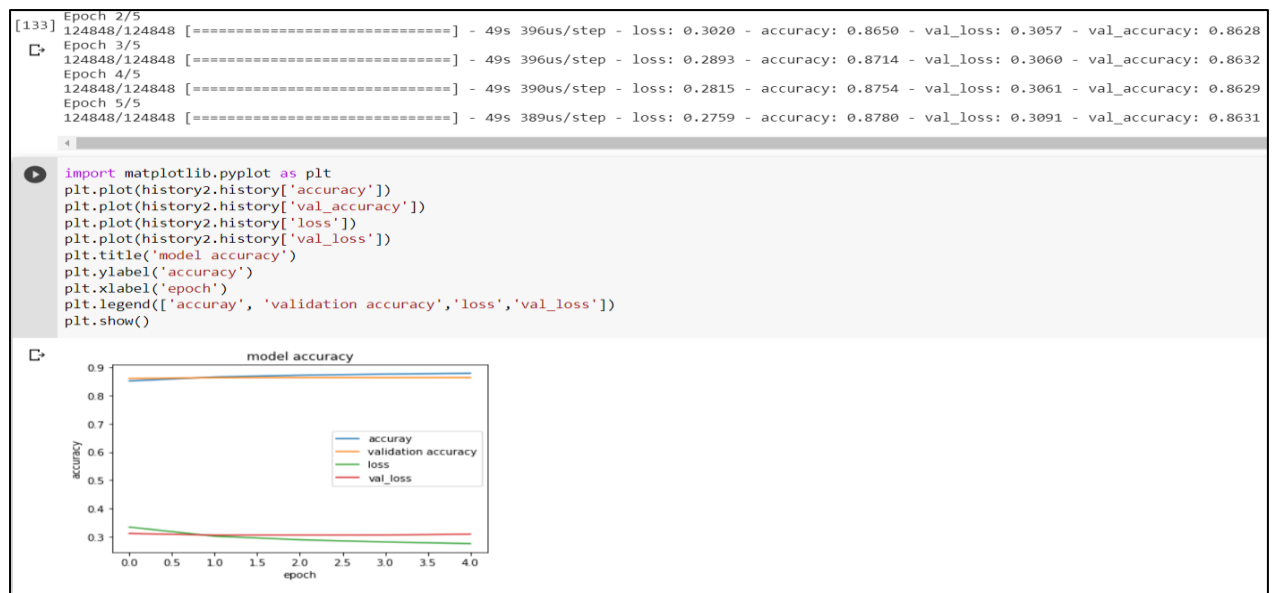 [133]
Epoch 2/5
124848/124848 [==============================] - 49s 396us/step - loss: 0.3020 - accuracy: 0.8650 - val_loss: 0.3057 - val_accuracy: 0.8628
Epoch 3/5
124848/124848 [==============================] - 49s 396us/step - loss: 0.2893 - accuracy: 0.8714 - val_loss: 0.3060 - val_accuracy: 0.8632
Epoch 4/5
124848/124848 [==============================] - 49s 390us/step - loss: 0.2815 - accuracy: 0.8754 - val_loss: 0.3061 - val_accuracy: 0.8629
Epoch 5/5
124848/124848 [==============================] - 49s 389us/step - loss: 0.2759 - accuracy: 0.8780 - val_loss: 0.3091 - val_accuracy: 0.8631
import matplotlib.pyplot as plt
plt.plot(history2.history['accuracy'])
plt.plot(history2.history['val_accuracy'])
plt.plot(history2.history['loss'])
plt.plot(history2.history['val_loss'])
plt.title('model accuracy')
plt.ylabel('accuracy')
plt.xlabel('epoch')
plt.legend(['accuray', 'validation accuracy','loss','val_loss'])
plt.show()
model accuracy
0.9
0.8
0.7
0.6
0.5
0.4
0.3
accuracy
accuray
validation accuracy
loss
val_loss
0.0 0.5 1.0 1.5 2.0 2.5 3.0 3.5 4.0
epoch